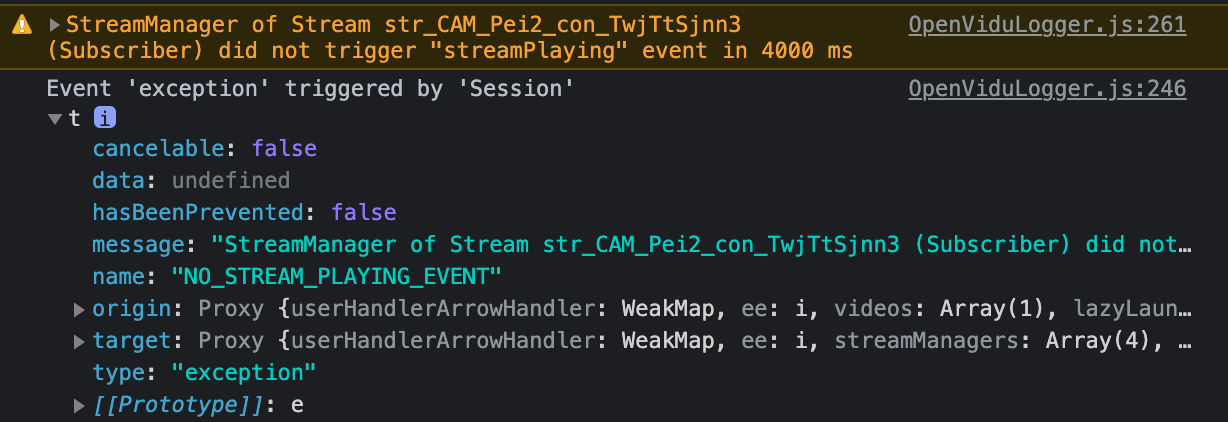 StreamManager of Stream str_CAM_Pei2_con_TwjTtSjnn3 OpenViduLogger.js:261
(Subscriber) did not trigger "streamPlaying" event in 4000 ms
Event 'exception' triggered by 'Session' OpenViduLogger.js:246
t i
cancelable: false
data: undefined
hasBeenPrevented: false
message: "StreamManager of Stream str_CAM_Pei2_con_TwjTtSjnn3 (Subscriber) did not…
name: "NO_STREAM_PLAYING_EVENT"
origin: Proxy {userHandlerArrowHandler: WeakMap, ee: i, videos: Array(1), lazyLaun…
target: Proxy {userHandlerArrowHandler: WeakMap, ee: i, streamManagers: Array(4), …
type: "exception"
[[Prototype]]: e